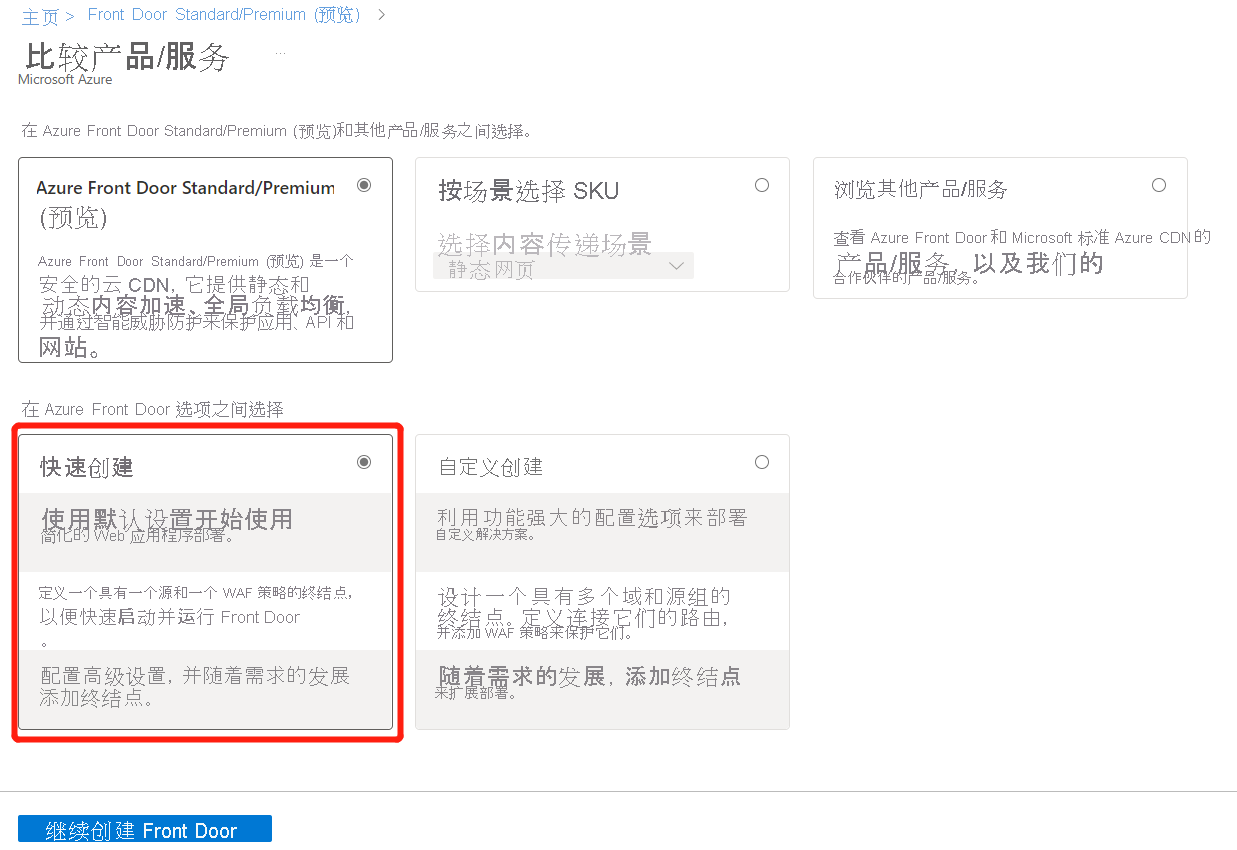 主页 > Front Door Standard/Premium (预览) >
比较产品/服务 ...
Microsoft Azure
在 Azure Front Door Standard/Premium (预览)和其他产品/服务之间选择。
Azure Front Door Standard/Premium
(预览)
Azure Front Door Standard/Premium (预览) 是一个
安全的云 CDN, 它提供静态和
动态内容加速、全局负载均衡,
并通过智能威胁防护来保护应用、API 和
网站。
按场景选择 SKU
选择内容传递场景
静态网页
浏览其他产品/服务
查看 Azure Front Door 和 Microsoft 标准 Azure CDN 的
产品/服务, 以及我们的
合作伙伴的产品/服务。
在 Azure Front Door 选项之间选择
快速创建
使用默认设置开始使用
简化的 Web 应用程序部署。
定义一个具有一个源和一个 WAF 策略的终结点,
以便快速启动并运行 Front Door
。
配置高级设置, 并随着需求的发展
添加终结点。
自定义创建
利用功能强大的配置选项来部署
自定义解决方案。
设计一个具有多个域和源组的
终结点。定义连接它们的路由,
并添加 WAF 策略来保护它们。
随着需求的发展, 添加终结点
来扩展部署。
继续创建 Front Door